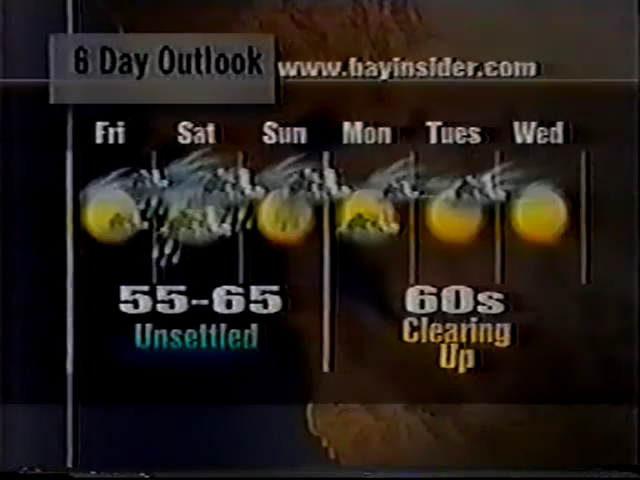 6 Day Outlook
www.bayinsider.com
Fri Sat Sun Mon Tues Wed
55-65
Unsettled
60s
Clearing
Up